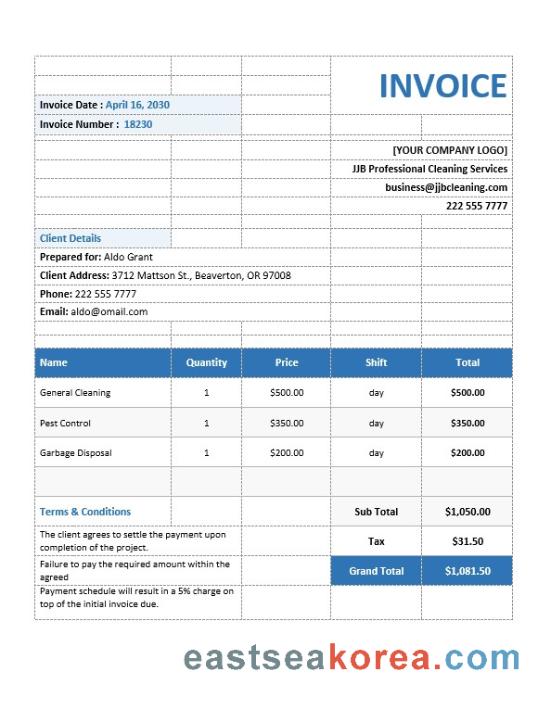 INVOICE
Invoice Date : April 16, 2030
Invoice Number : 18230
[YOUR COMPANY LOGO]
JJB Professional Cleaning Services
business@jjbcleaning.com
222 555 7777
Client Details
Prepared for: Aldo Grant
Client Address: 3712 Mattson St., Beaverton, OR 97008
Phone: 222 555 7777
Email: aldo@omail.com
Name Quantity Price Shift Total
General Cleaning 1 $500.00 day $500.00
Pest Control 1 $350.00 day $350.00
Garbage Disposal 1 $200.00 day $200.00
Terms & Conditions Sub Total $1,050.00
The client agrees to settle the payment upon
completion of the project.
Tax $31.50
Failure to pay the required amount within the
agreed
Grand Total $1,081.50
Payment schedule will result in a 5% charge on
top of the initial invoice due.
eastseakorea.com